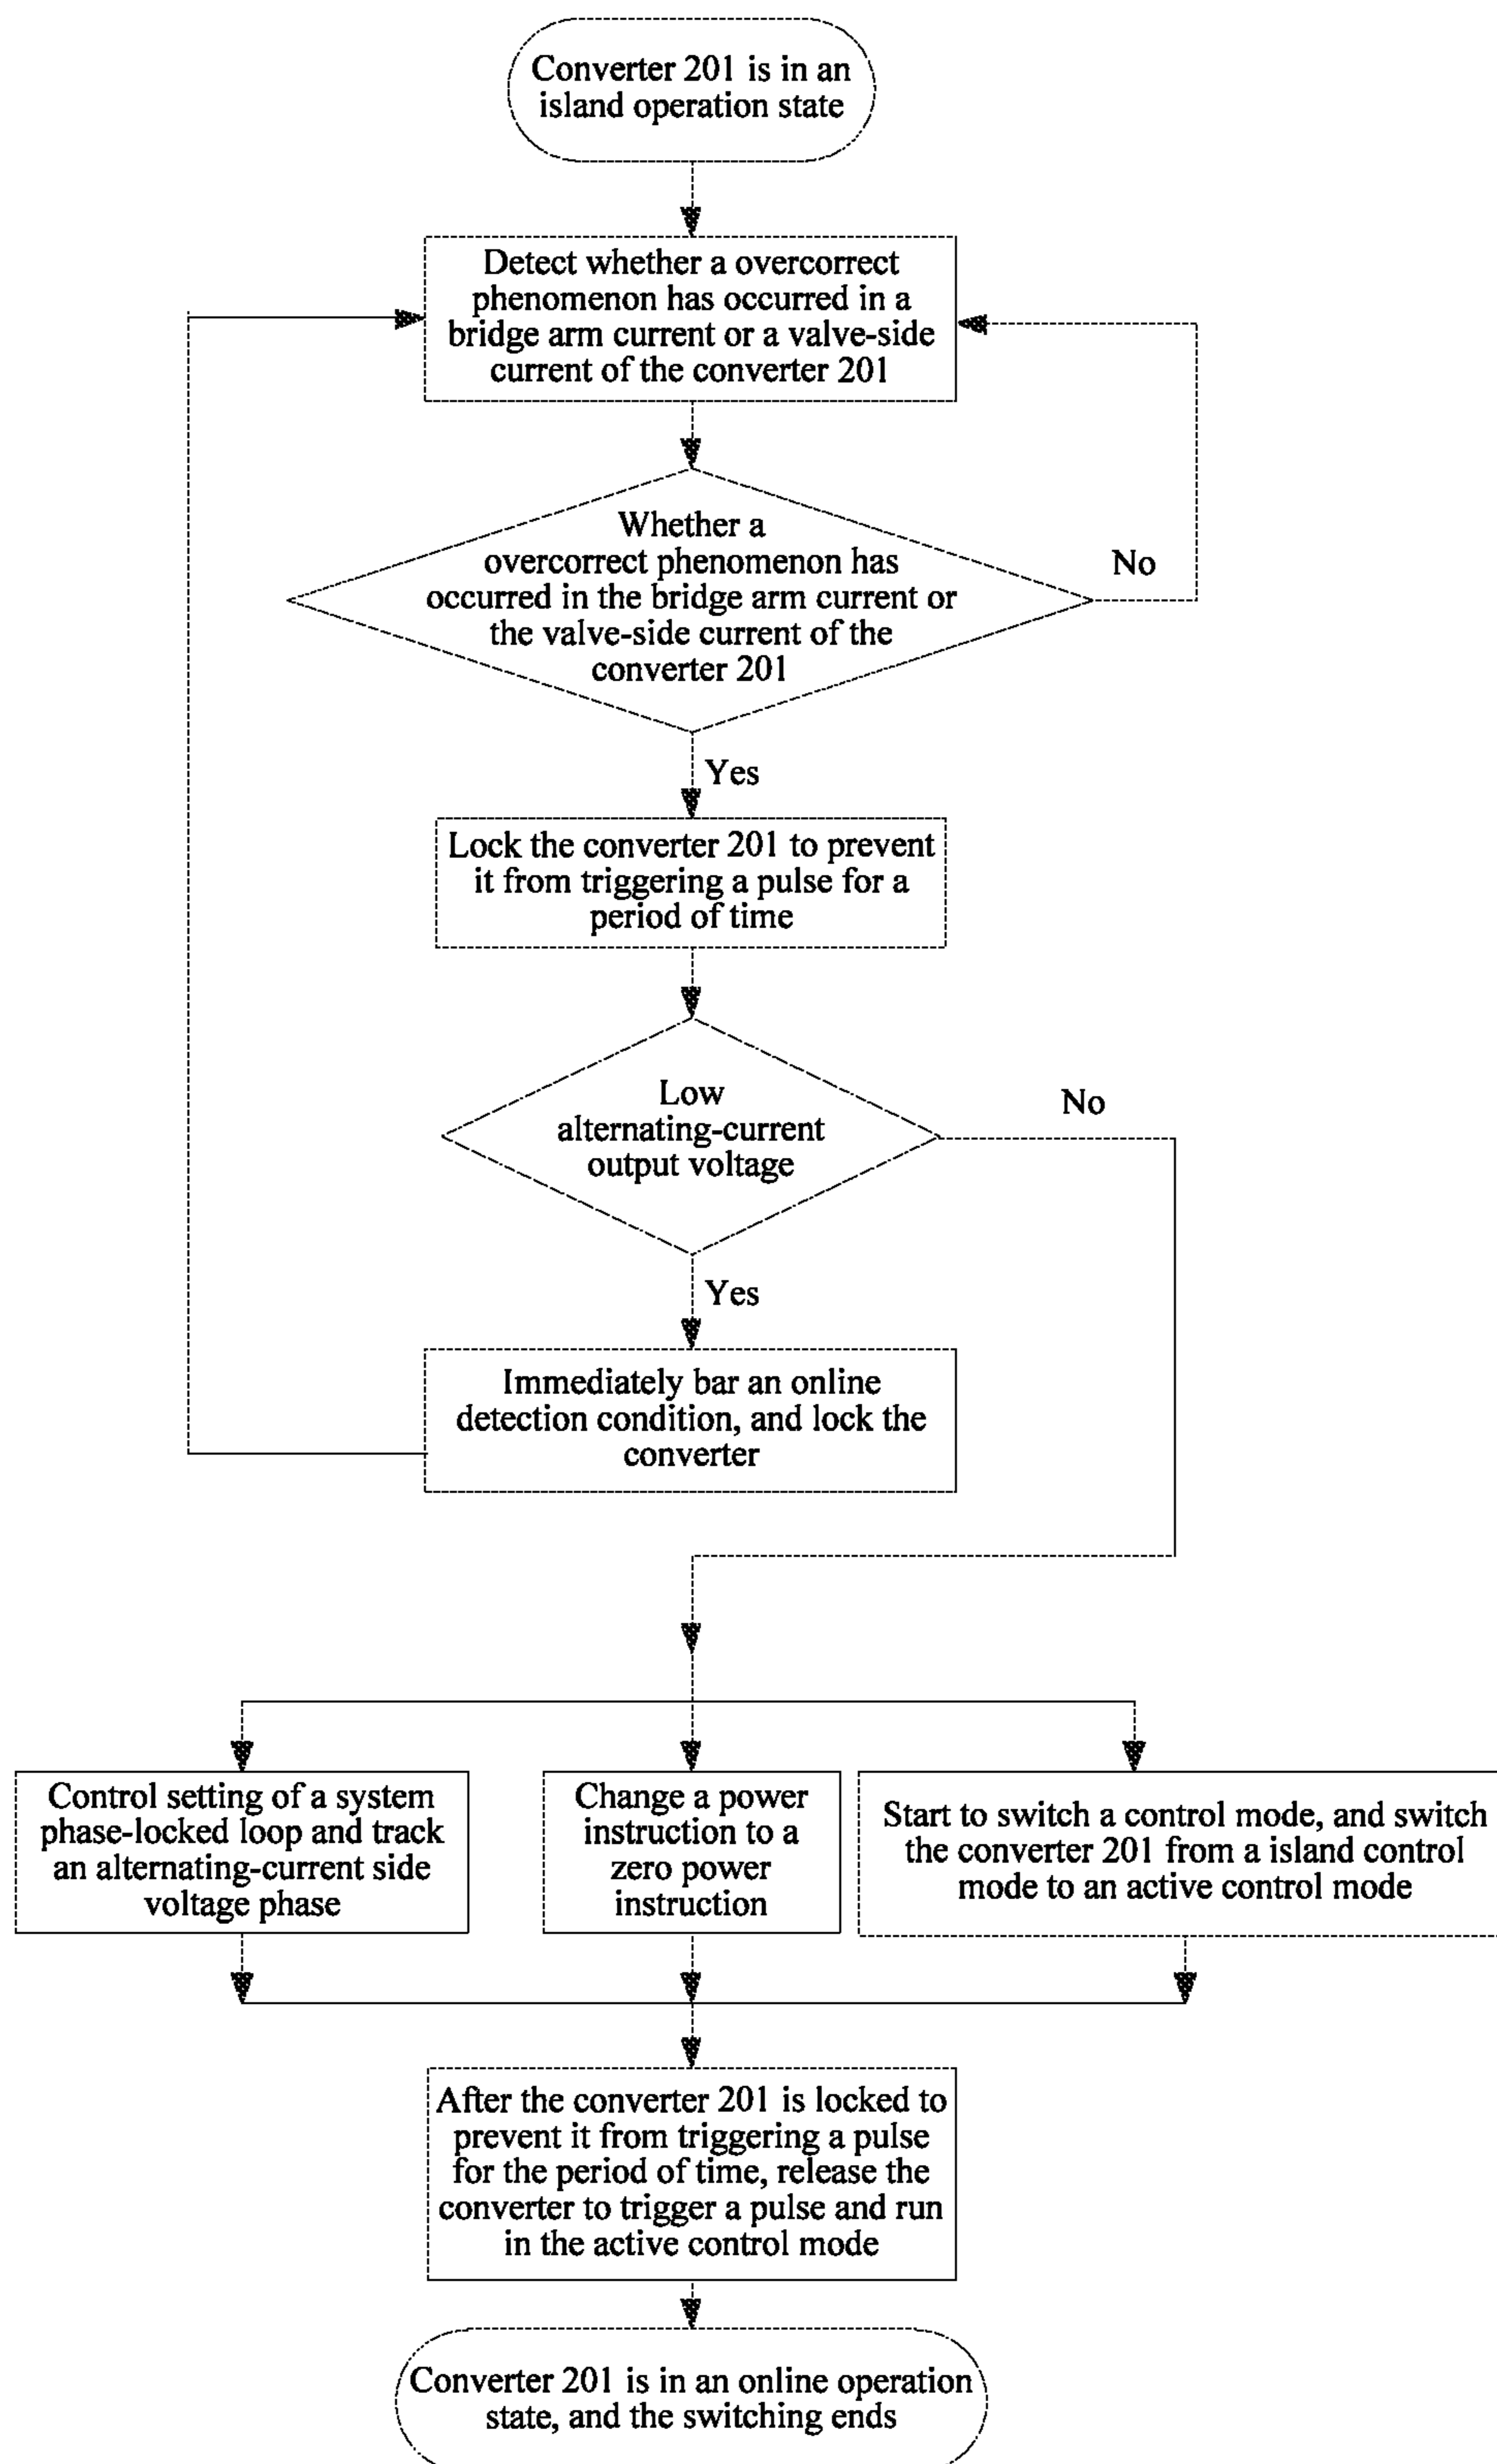 Converter 201 is in an
island operation state
Detect whether a overcorrect
phenomenon has occurred in a
bridge arm current or a valve-side
current of the converter 201
Whether a
overcorrect phenomenon has
occurred in the bridge arm current or
the valve-side current of the
converter 201
No
Yes
Lock the converter 201 to prevent
it from triggering a pulse for a
period of time
Low
alternating-current
output voltage
No
Yes
Immediately bar an online
detection condition, and lock the
converter
Control setting of a system
phase-locked loop and track
an alternating-current side
voltage phase
Change a power
instruction to a
zero power
instruction
Start to switch a control mode, and switch
the converter 201 from a island control
mode to an active control mode
After the converter 201 is locked to
prevent it from triggering a pulse
for the period of time, release the
converter to trigger a pulse and run
in the active control mode
Converter 201 is in an online operation
state, and the switching ends